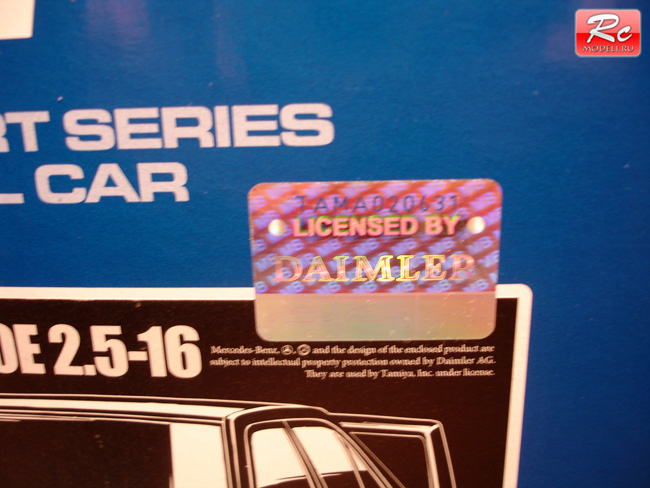 Rc
MODELI.RU
RT SERIES
L CAR
TAMA020631
LICENSED BY
DAIMLER
DE 2.5-16
Mercedes-Benz, and the design of the enclosed product are
subject to intellectual property protection owned by Daimler AG.
They are used by Tamiya, Inc. under license.